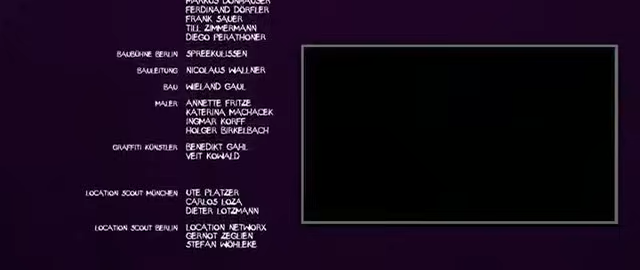 MARKUS DONHAUSER
FERDINAND DÖRFLER
FRANK SAUER
TILL ZIMMERMANN
DIEGO PERATHONER
BAUBÜHNE BERLIN SPREEKULISSEN
BAULEITUNG NICOLAUS WALLNER
BAU WIELAND GAUL
MALER ANNETTE FRITZE
KATERINA MACHACEK
INGMAR KORFF
HOLGER BIRKELBACH
GRAFFITI KÜNSTLER BENEDIKT GAHL
VEIT KOWALD
LOCATION SCOUT MÜNCHEN UTE PLATZER
CARLOS LOZA
DIETER LOTZMANN
LOCATION SCOUT BERLIN LOCATION NETWORX
GERNOT ZEGLIEN
STEFAN WÖHLEKE